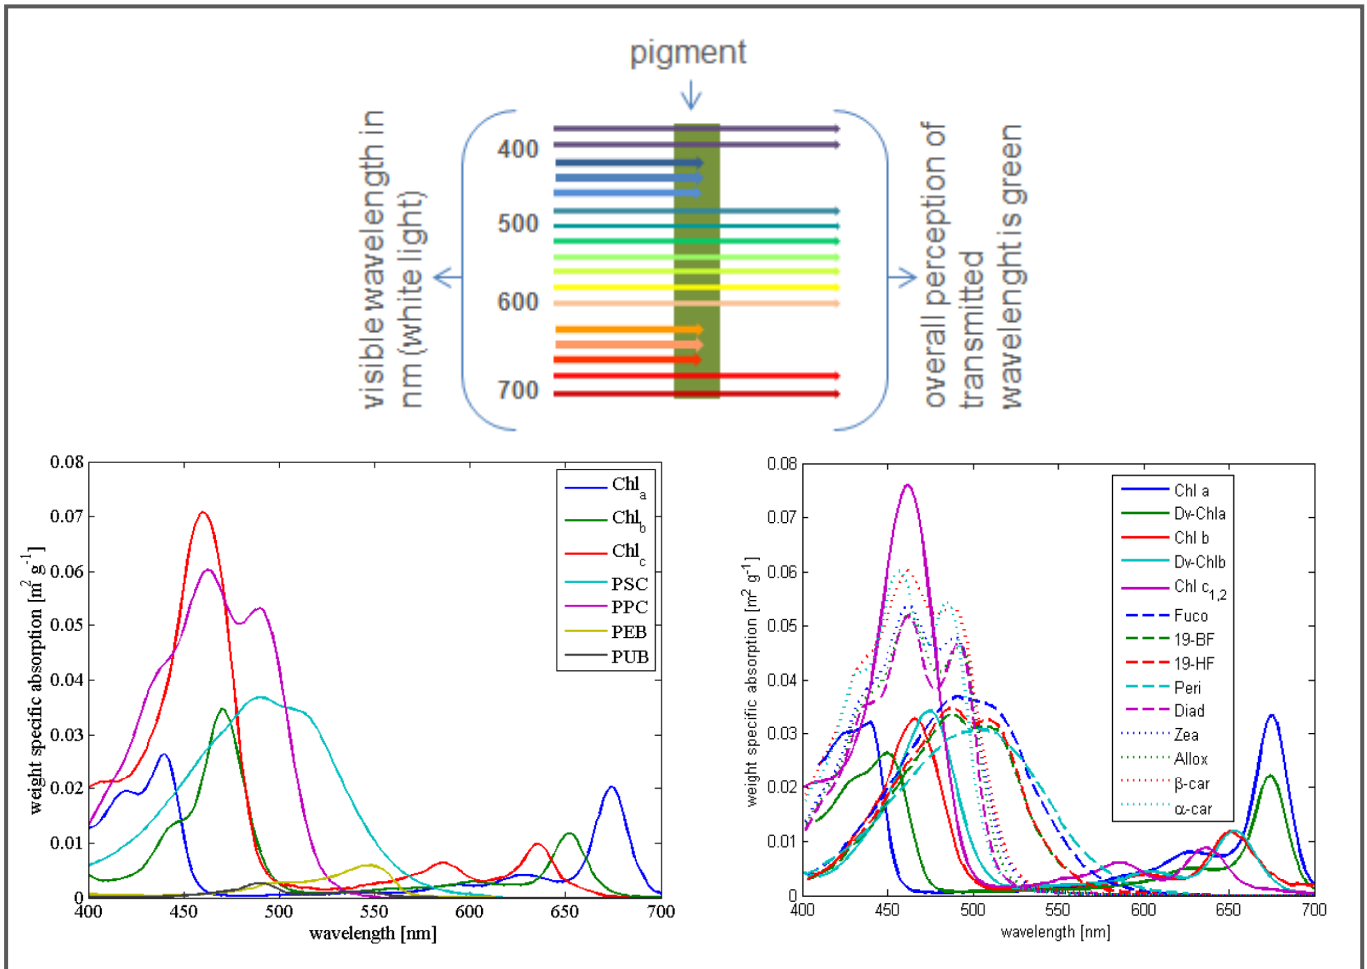 pigment
visible wavelength in
nm (white light)
400
500
600
700
overall perception of
transmitted
wavelenght is green
0.08
0.07
0.06
0.05
0.04
0.03
0.02
0.01
0
weight specific absorption [m² g⁻¹]
400
450
500
550
600
650
700
wavelength [nm]
Chl a
Chl b
Chl c
PSC
PPC
PEB
PUB
0.08
0.07
0.06
0.05
0.04
0.03
0.02
0.01
0
weight specific absorption [m² g⁻¹]
400
450
500
550
600
650
700
wavelength [nm]
Chl a
Dv-Chla
Chl b
Dv-Chlb
Chl c1,2
Fuco
19-BF
19-HF
Peri
Diad
Zea
Allox
β-car
α-car